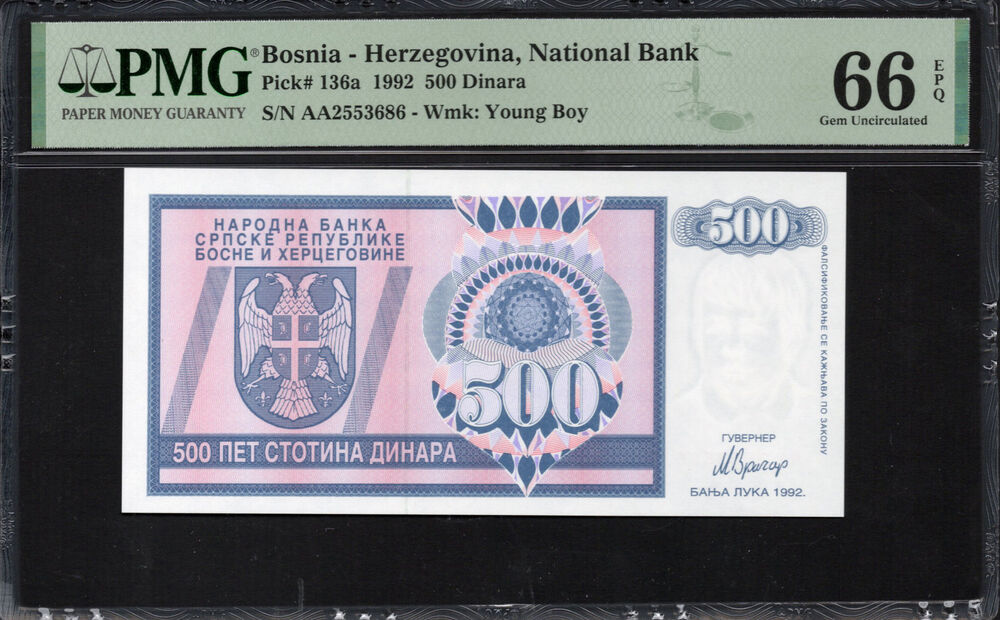 PMG®
PAPER MONEY GUARANTY
Bosnia - Herzegovina, National Bank
Pick# 136a 1992 500 Dinara
S/N AA2553686 - Wmk: Young Boy
66
EPQ
Gem Uncirculated
НАРОДНА БАНКА
СРПСКЕ РЕПУБЛИКЕ
БОСНЕ И ХЕРЦЕГОВИНЕ
500
500
500 ПЕТ СТОТИНА ДИНАРА
ФАЛСИФИКОВАЊЕ СЕ КАЖЊАВА ПО ЗАКОНУ
ГУВЕРНЕР
М Врачар
БАЊА ЛУКА 1992.